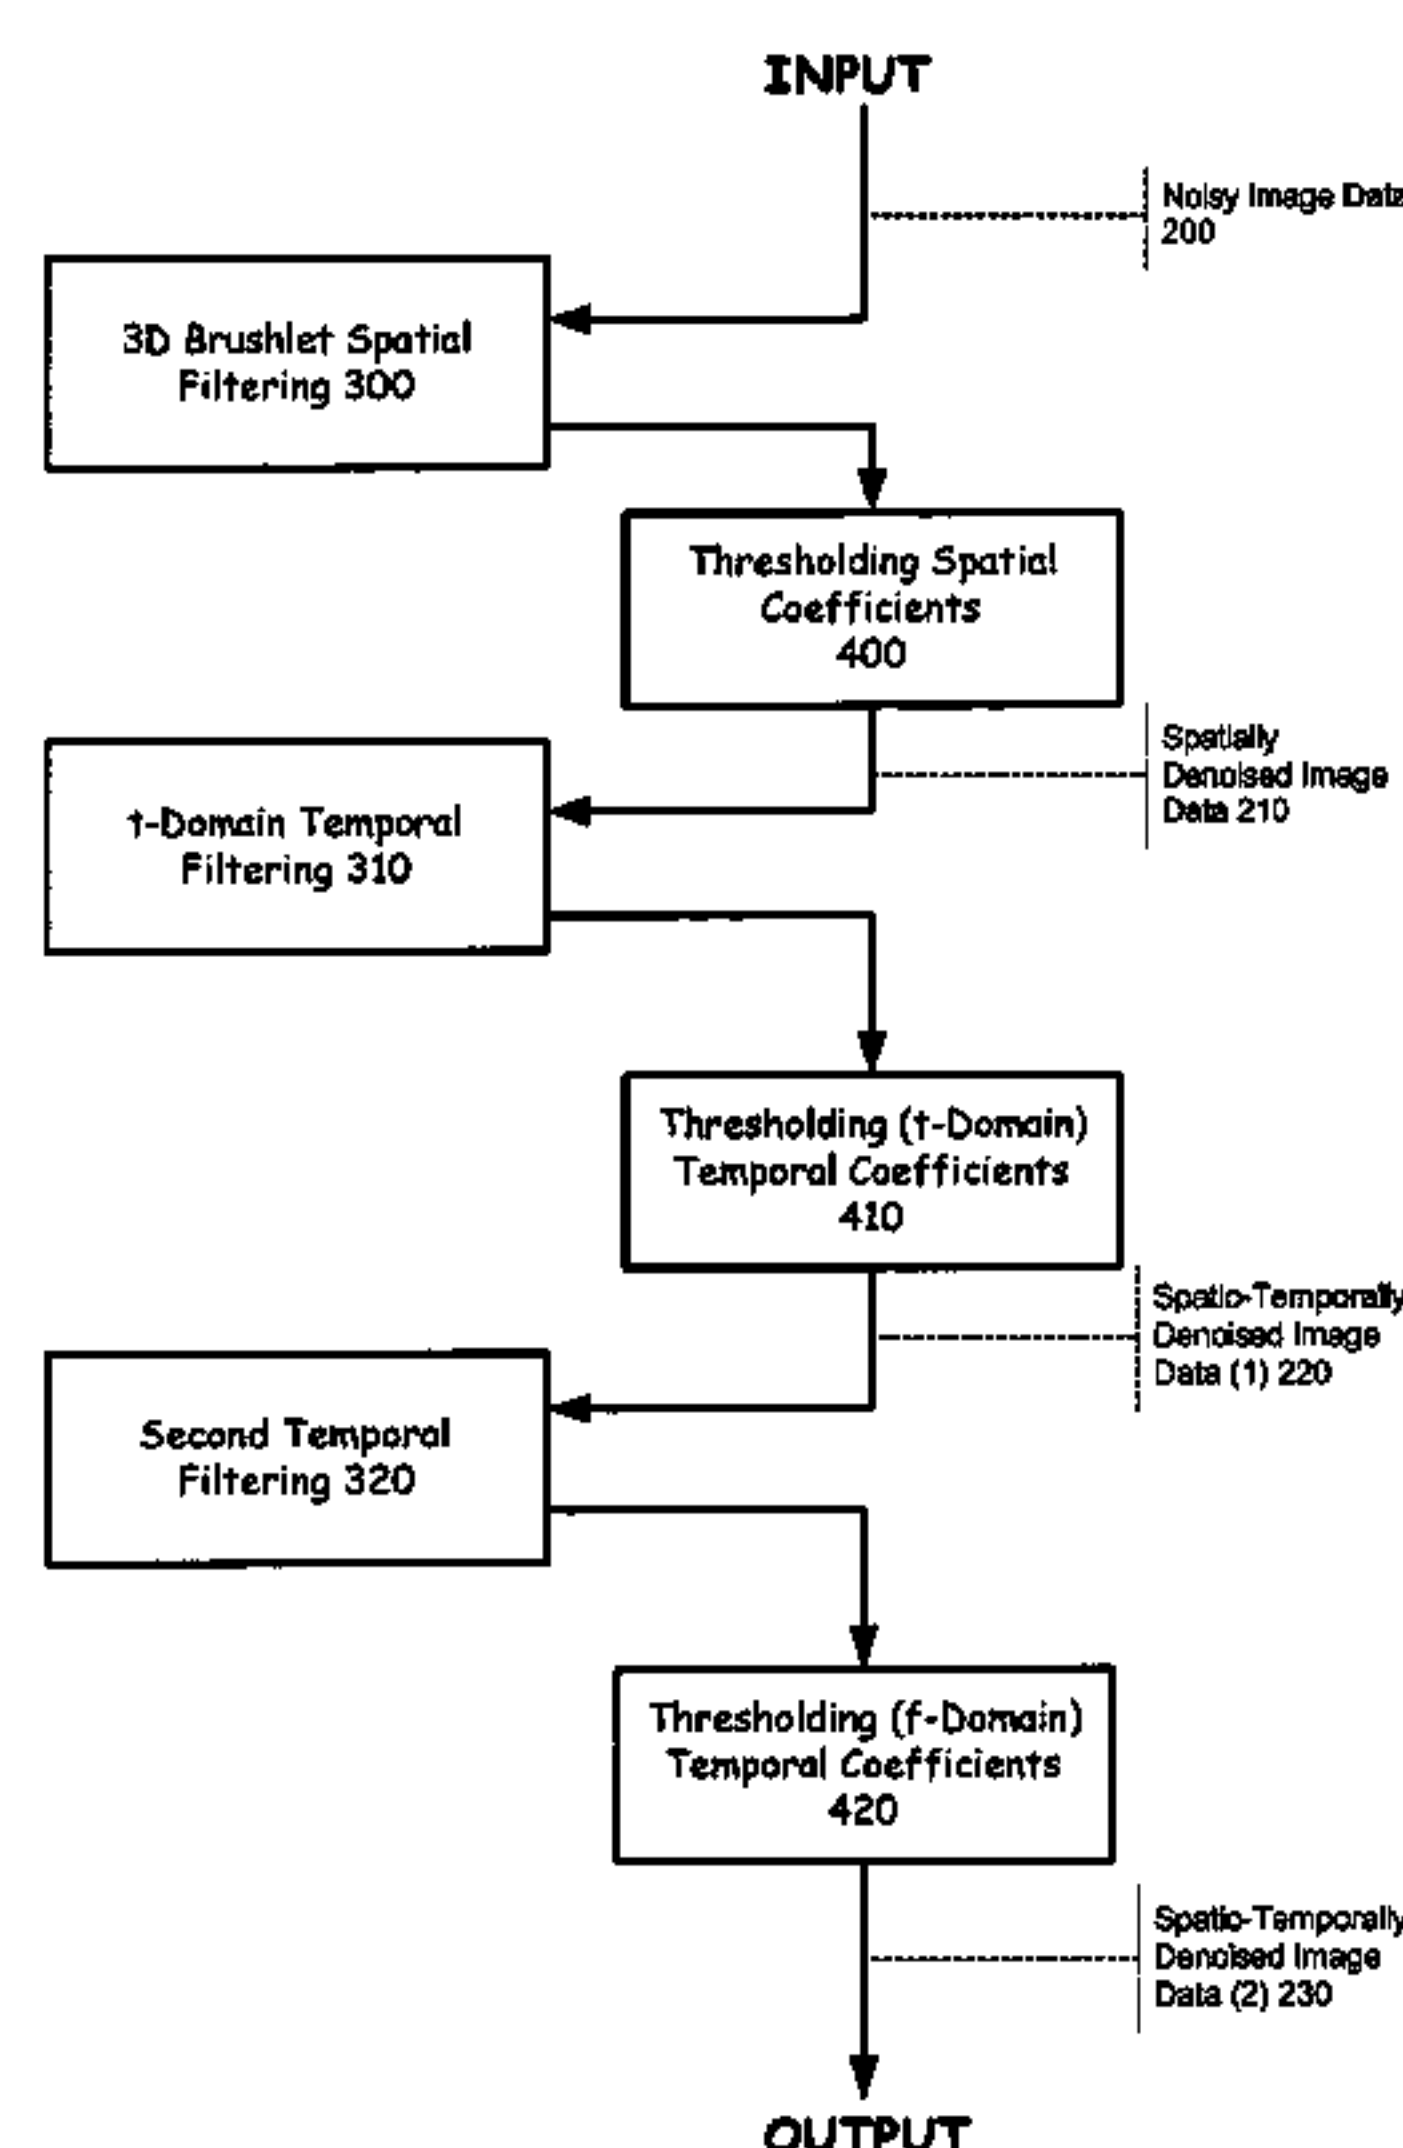 INPUT
Noisy Image Data
200
3D Brushlet Spatial
Filtering 300
Thresholding Spatial
Coefficients
400
Spatially
Denoised Image
Data 210
t-Domain Temporal
Filtering 310
Thresholding (t-Domain)
Temporal Coefficients
410
Spatio-Temporally
Denoised Image
Data (1) 220
Second Temporal
Filtering 320
Thresholding (f-Domain)
Temporal Coefficients
420
Spatio-Temporally
Denoised Image
Data (2) 230
OUTPUT